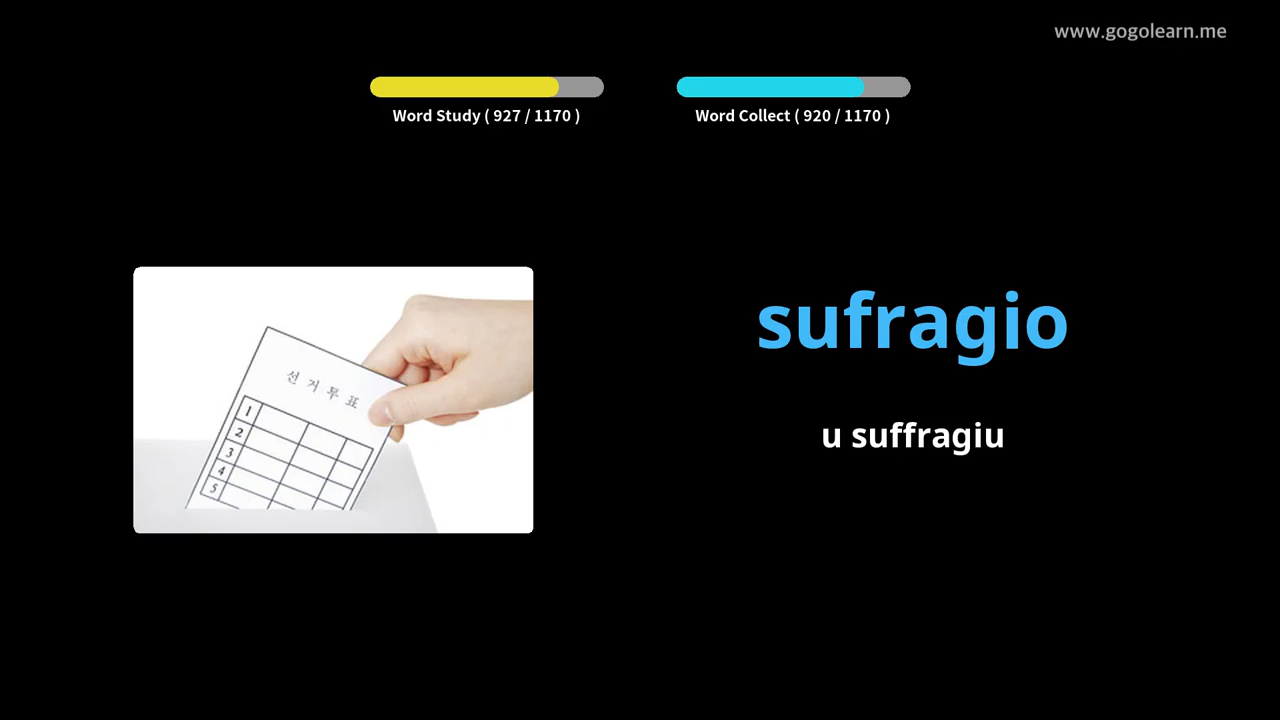 www.gogolearn.me
Word Study ( 927 / 1170 )
Word Collect ( 920 / 1170 )
선거투표
1
2
3
4
5
sufragio
u suffragiu